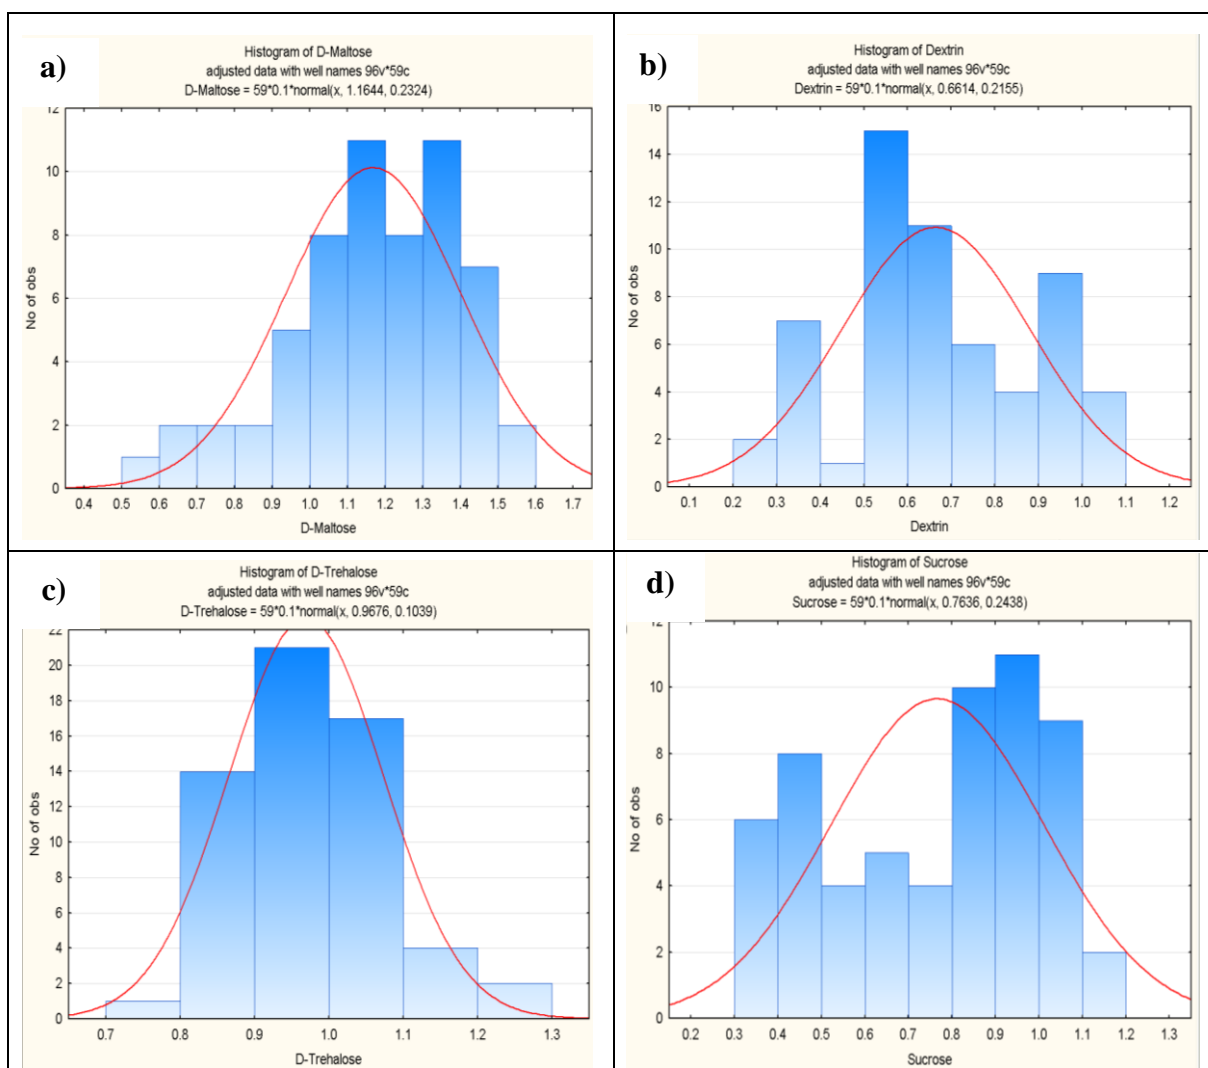 a)
Histogram of D-Maltose
adjusted data with well names 96v*59c
D-Maltose = 59*0.1*normal(x, 1.1644, 0.2324)
12
10
8
6
4
2
0
No of obs
0.4 0.5 0.6 0.7 0.8 0.9 1.0 1.1 1.2 1.3 1.4 1.5 1.6 1.7
D-Maltose
b)
Histogram of Dextrin
adjusted data with well names 96v*59c
Dextrin = 59*0.1*normal(x, 0.6614, 0.2155)
16
14
12
10
8
6
4
2
0
No of obs
0.1 0.2 0.3 0.4 0.5 0.6 0.7 0.8 0.9 1.0 1.1 1.2
Dextrin
c)
Histogram of D-Trehalose
adjusted data with well names 96v*59c
D-Trehalose = 59*0.1*normal(x, 0.9676, 0.1039)
22
20
18
16
14
12
10
8
6
4
2
0
No of obs
0.7 0.8 0.9 1.0 1.1 1.2 1.3
D-Trehalose
d)
Histogram of Sucrose
adjusted data with well names 96v*59c
Sucrose = 59*0.1*normal(x, 0.7636, 0.2438)
12
10
8
6
4
2
0
No of obs
0.2 0.3 0.4 0.5 0.6 0.7 0.8 0.9 1.0 1.1 1.2 1.3
Sucrose